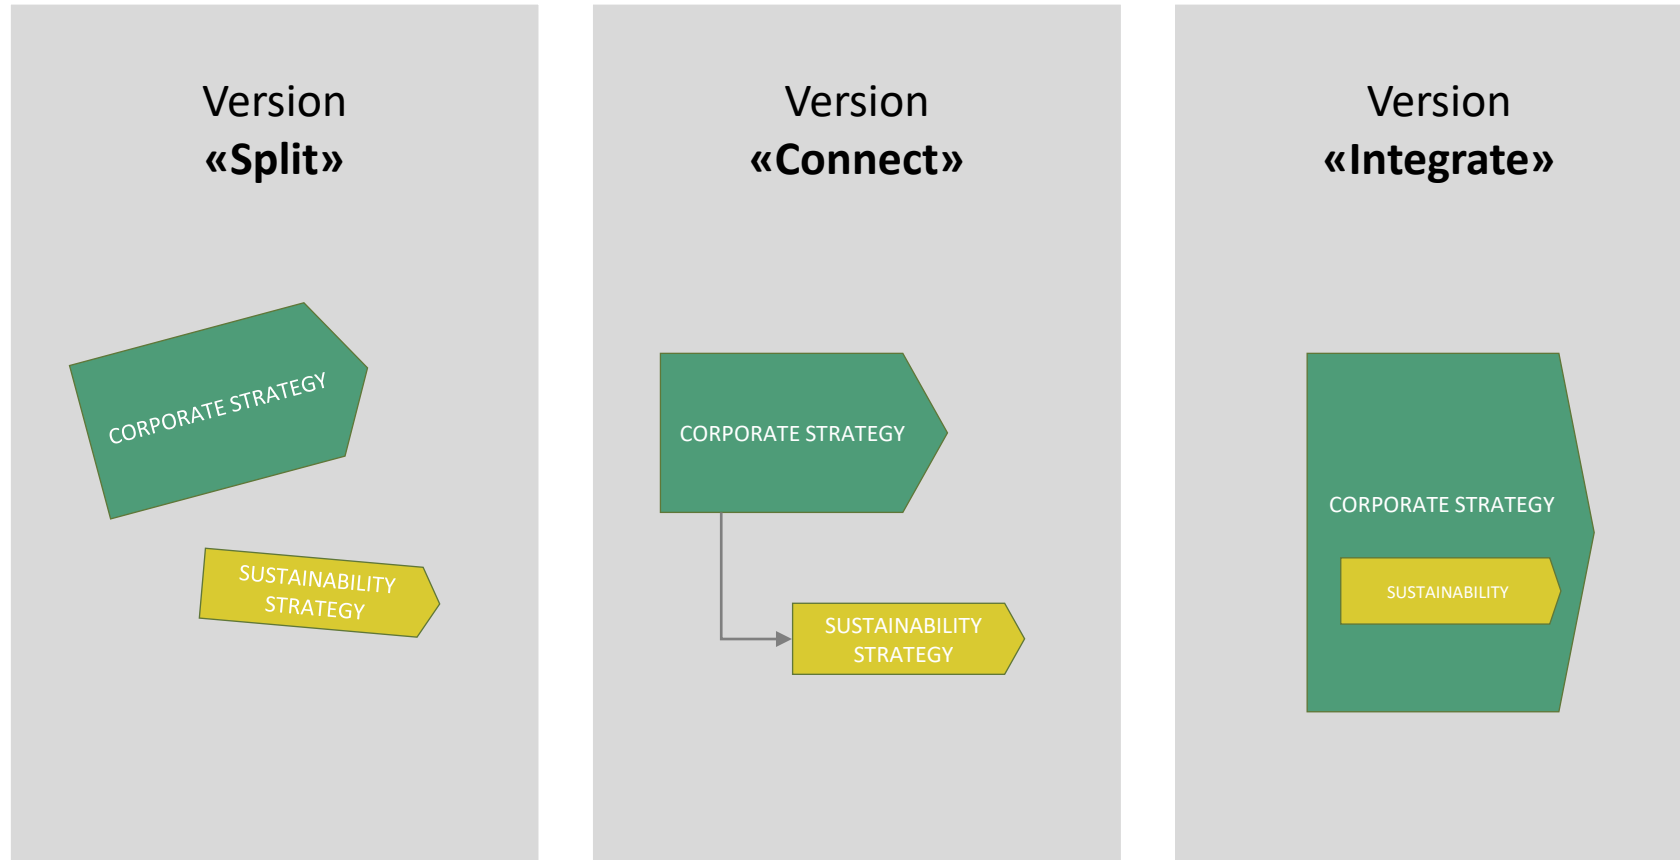 Version
«Split»
CORPORATE STRATEGY
SUSTAINABILITY
STRATEGY
Version
«Connect»
CORPORATE STRATEGY
SUSTAINABILITY
STRATEGY
Version
«Integrate»
CORPORATE STRATEGY
SUSTAINABILITY